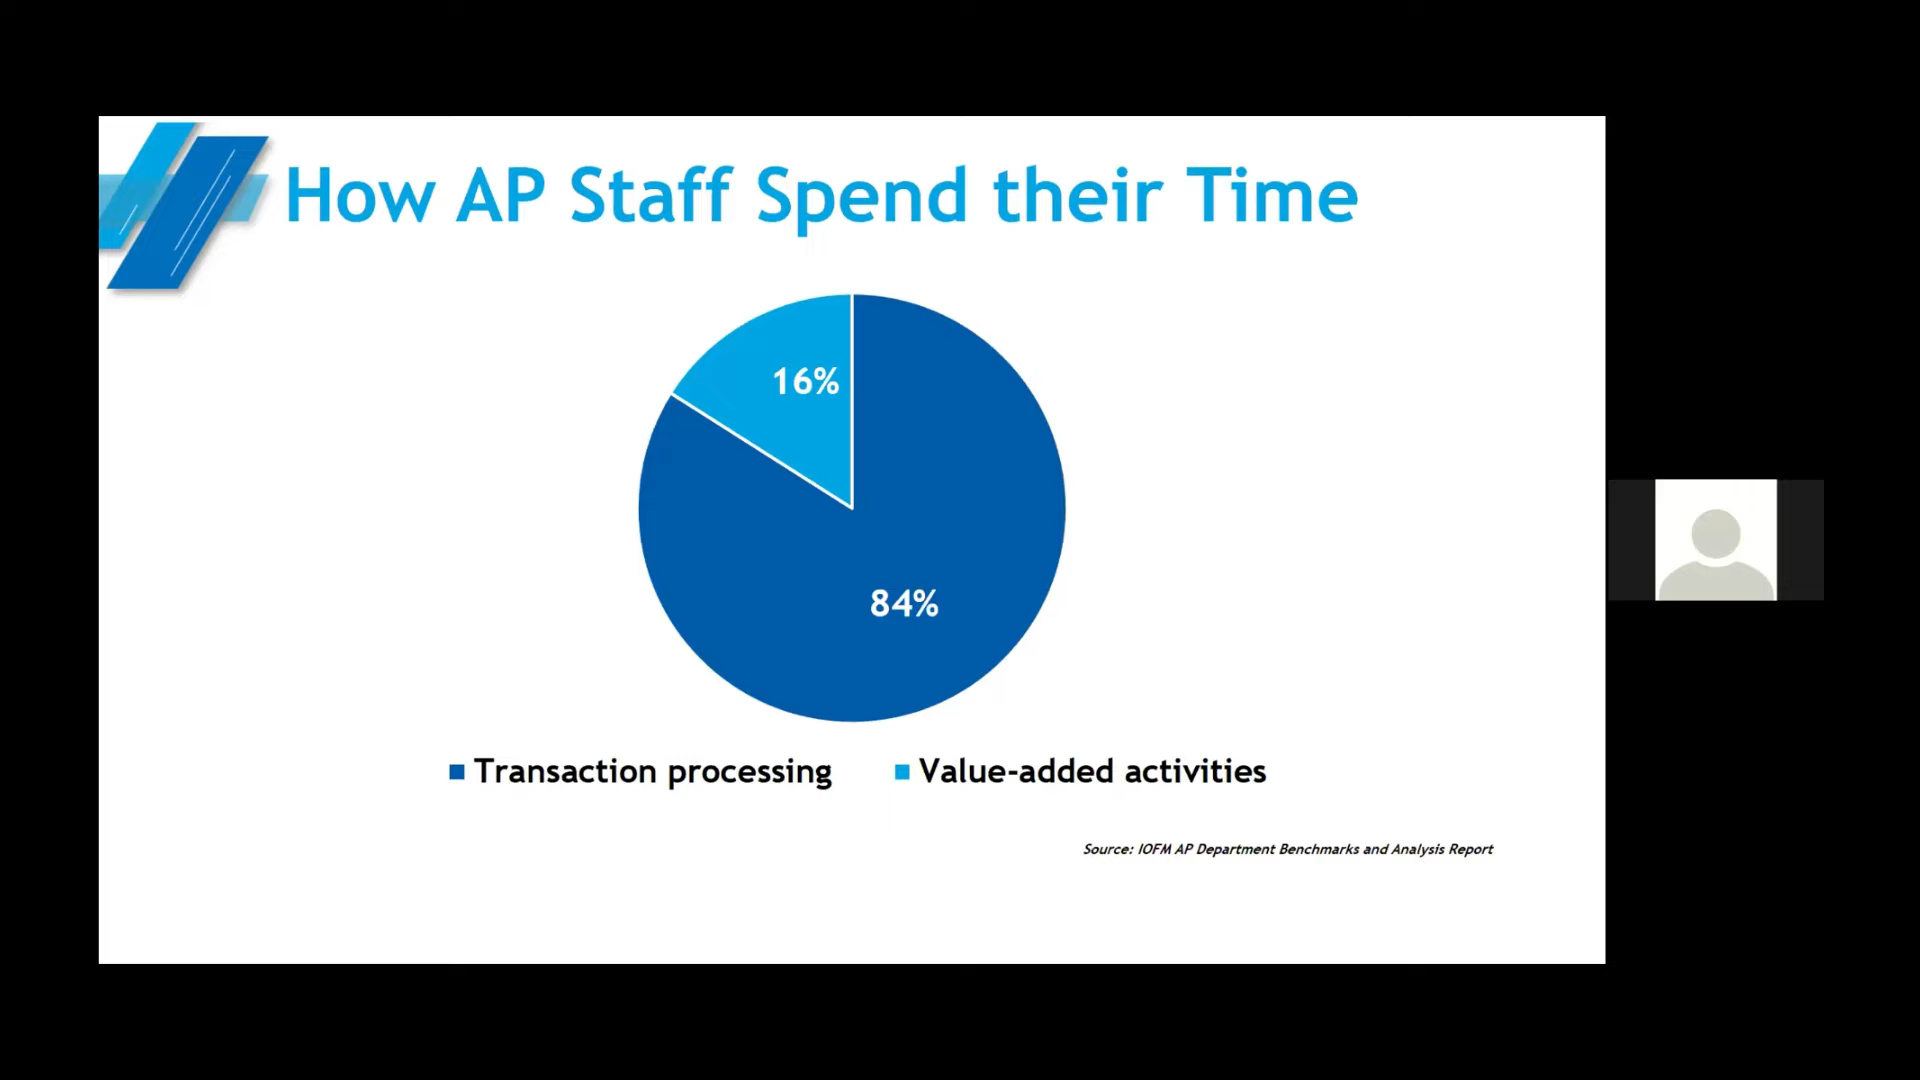 How AP Staff Spend their Time
16%
84%
Transaction processing
Value-added activities
Source: IOFM AP Department Benchmarks and Analysis Report